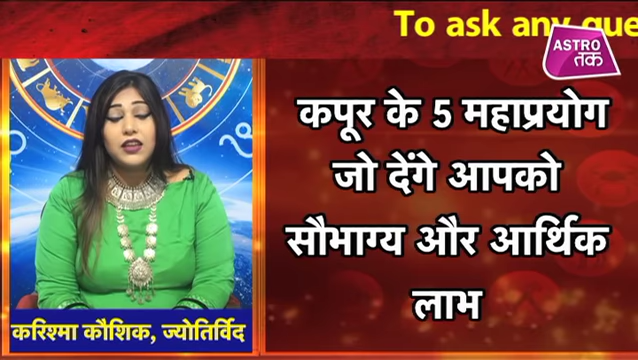 To ask any que
ASTRO
तक
कपूर के 5 महाप्रयोग
जो देंगे आपको
सौभाग्य और आर्थिक
लाभ
करिश्मा कौशिक, ज्योतिर्विद